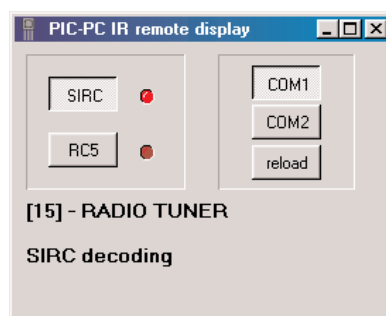 PIC-PC IR remote display
SIRC
RC5
COM1
COM2
reload
[15] - RADIO TUNER
SIRC decoding